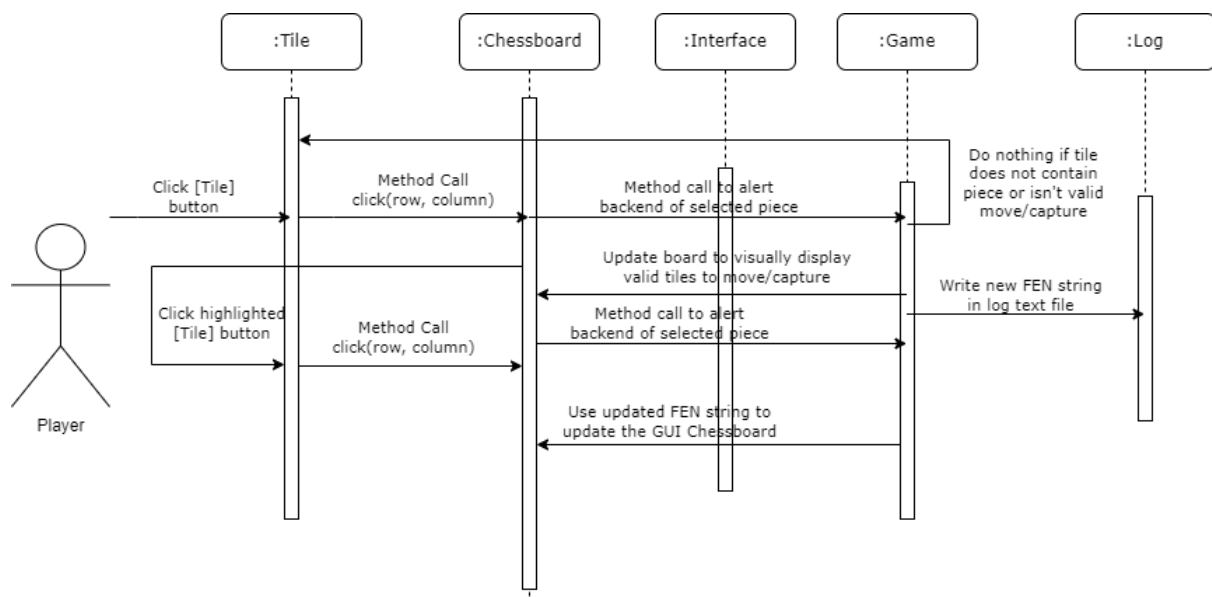 :Tile
:Chessboard
:Interface
:Game
:Log
Do nothing if tile
does not contain
piece or isn't valid
move/capture
Click [Tile]
button
Method Call
click(row, column)
Method call to alert
backend of selected piece
Update board to visually display
valid tiles to move/capture
Write new FEN string
in log text file
Click highlighted
[Tile] button
Method Call
click(row, column)
Method call to alert
backend of selected piece
Player
Use updated FEN string to
update the GUI Chessboard